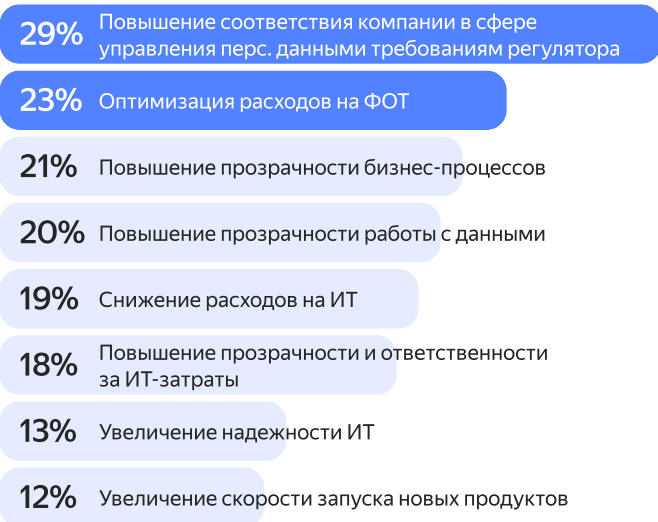 29% Повышение соответствия компании в сфере
управления перс. данными требованиям регулятора
23% Оптимизация расходов на ФОТ
21% Повышение прозрачности бизнес-процессов
20% Повышение прозрачности работы с данными
19% Снижение расходов на ИТ
18% Повышение прозрачности и ответственности
за ИТ-затраты
13% Увеличение надежности ИТ
12% Увеличение скорости запуска новых продуктов